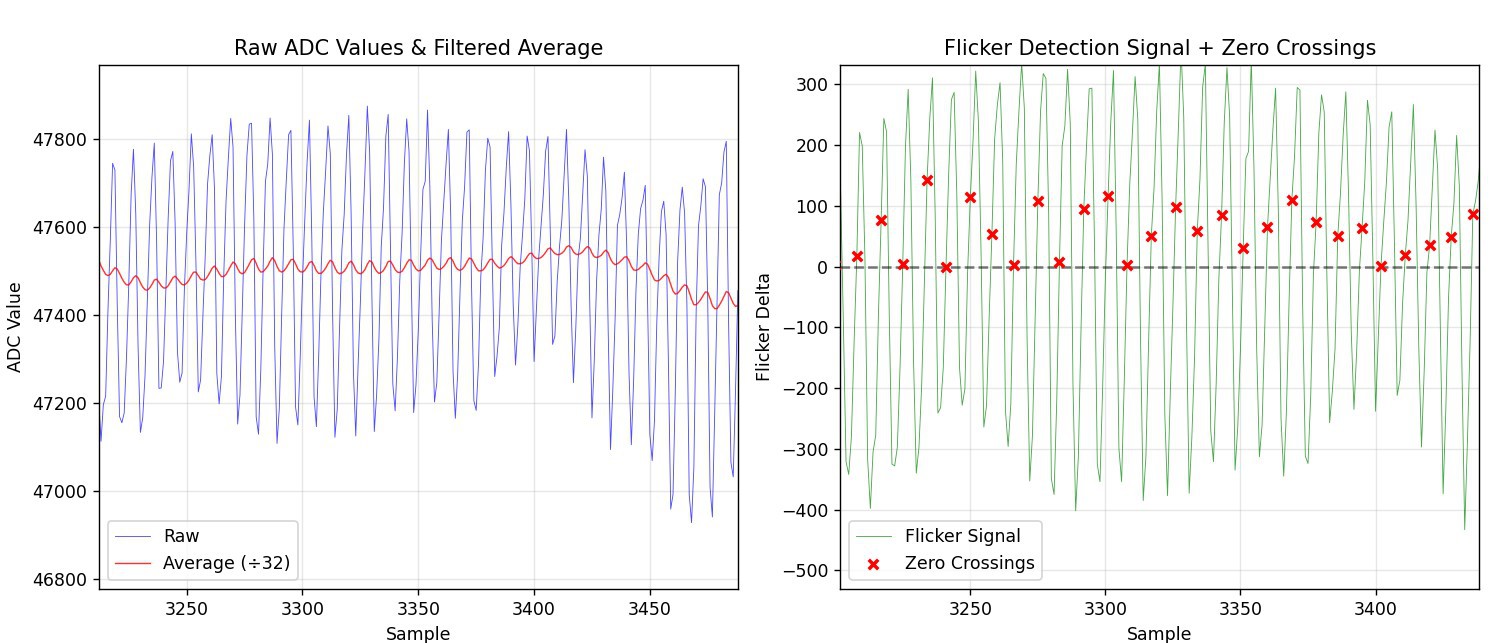 Raw ADC Values & Filtered Average
ADC Value
47800
47600
47400
47200
47000
46800
Raw
Average (÷32)
3250
3300
3350
3400
3450
Sample
Flicker Detection Signal + Zero Crossings
Flicker Delta
300
200
100
0
−100
−200
−300
−400
−500
Flicker Signal
Zero Crossings
3250
3300
3350
3400
Sample